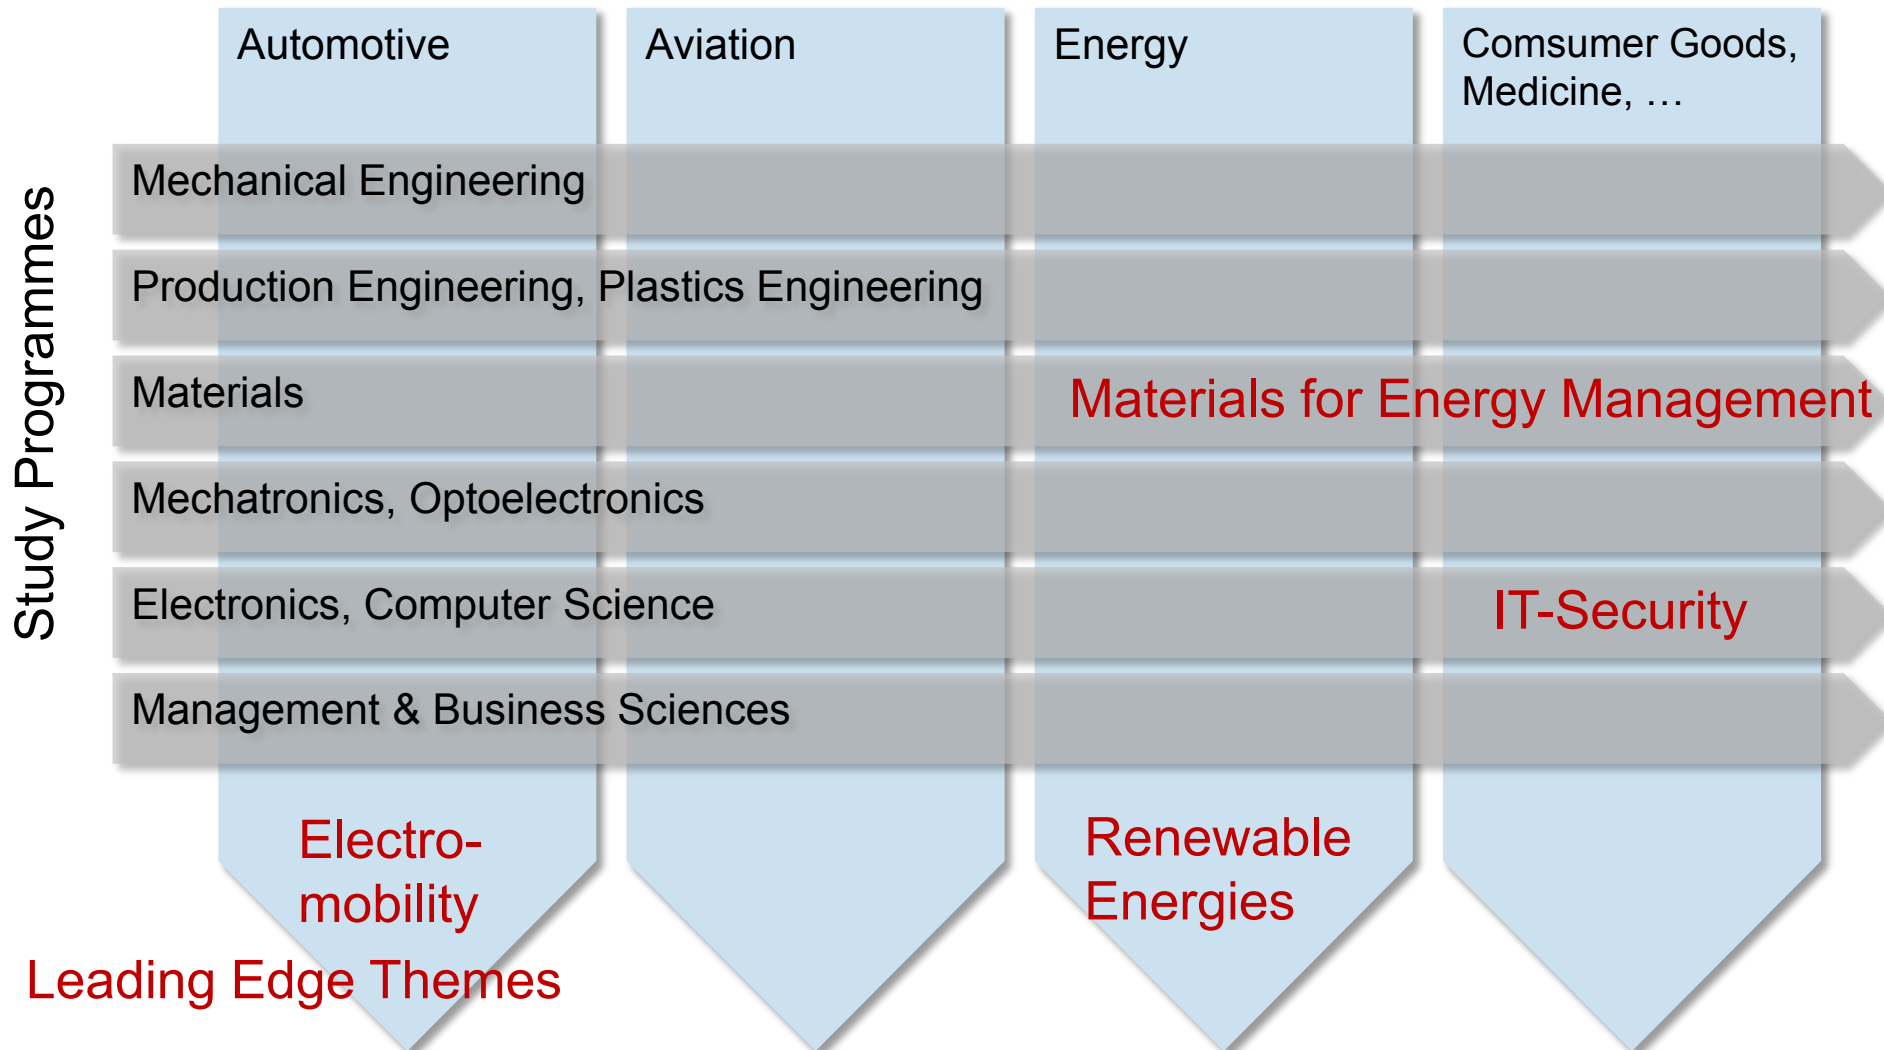 Automotive
Aviation
Energy
Comsumer Goods,
Medicine, …
Study Programmes
Mechanical Engineering
Production Engineering, Plastics Engineering
Materials
Materials for Energy Management
Mechatronics, Optoelectronics
Electronics, Computer Science
IT-Security
Management & Business Sciences
Electro-
mobility
Renewable
Energies
Leading Edge Themes